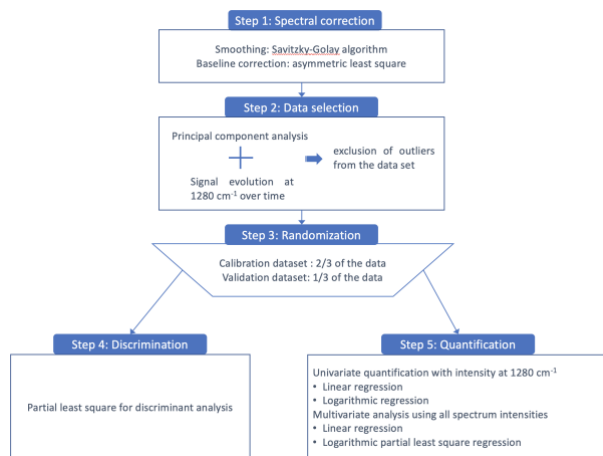 Step 1: Spectral correction
Smoothing: Savitzky-Golay algorithm
Baseline correction: asymmetric least square
Step 2: Data selection
Principal component analysis
Signal evolution at
1280 cm⁻¹ over time
exclusion of outliers
from the data set
Step 3: Randomization
Calibration dataset : 2/3 of the data
Validation dataset: 1/3 of the data
Step 4: Discrimination
Partial least square for discriminant analysis
Step 5: Quantification
Univariate quantification with intensity at 1280 cm⁻¹
• Linear regression
• Logarithmic regression
Multivariate analysis using all spectrum intensities
• Linear regression
• Logarithmic partial least square regression